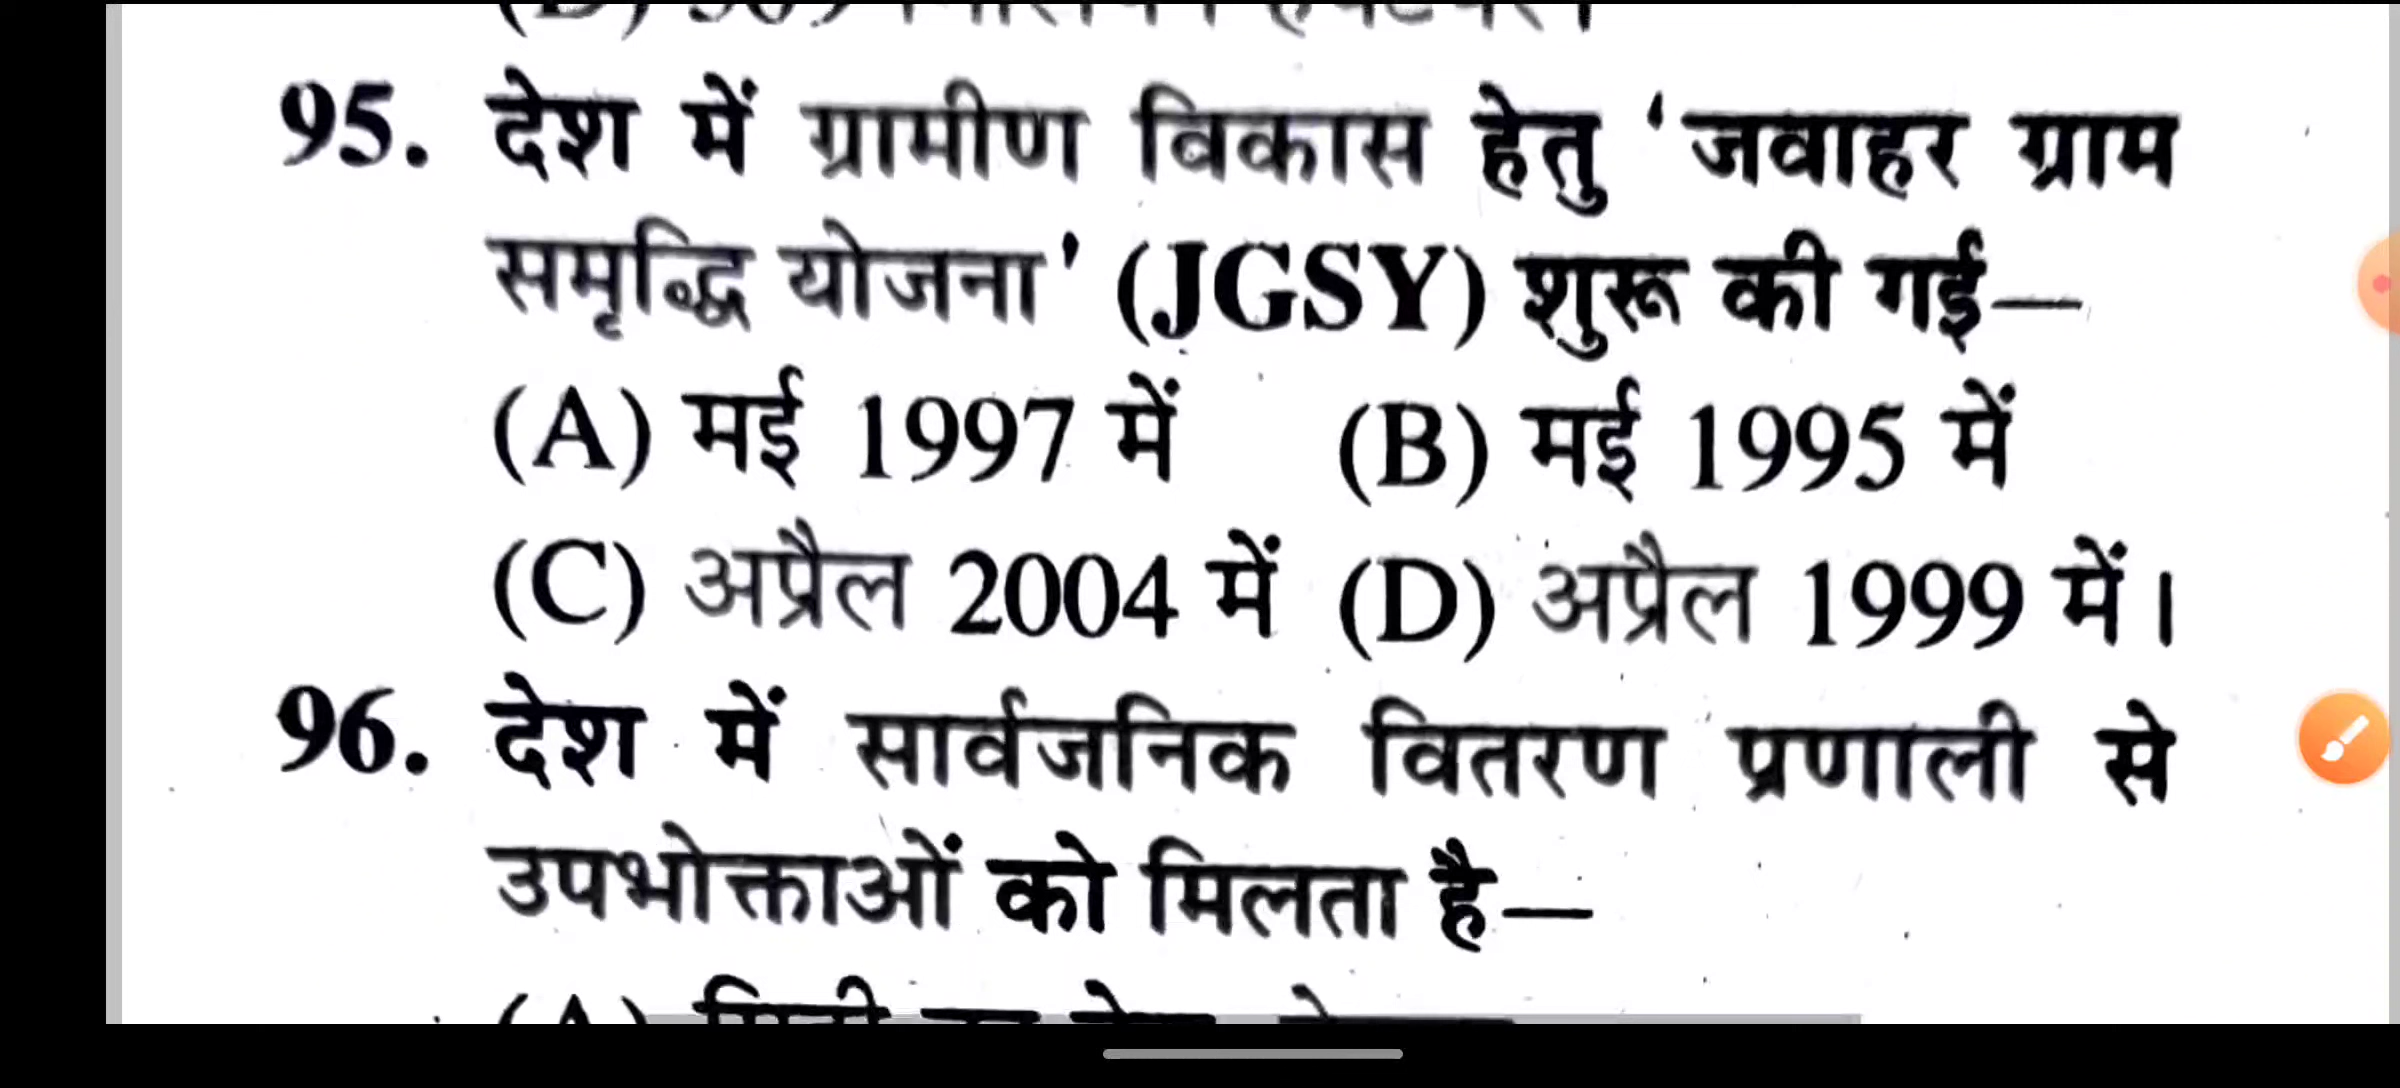 95. देश में ग्रामीण विकास हेतु ‘जवाहर ग्राम
समृद्धि योजना’ (JGSY) शुरू की गई—
(A) मई 1997 में (B) मई 1995 में
(C) अप्रैल 2004 में (D) अप्रैल 1999 में।
96. देश में सार्वजनिक वितरण प्रणाली से
उपभोक्ताओं को मिलता है—